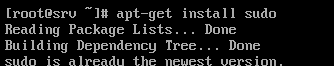 [root@srv ~]# apt-get install sudo
Reading Package Lists... Done
Building Dependency Tree... Done
sudo is already the newest version.